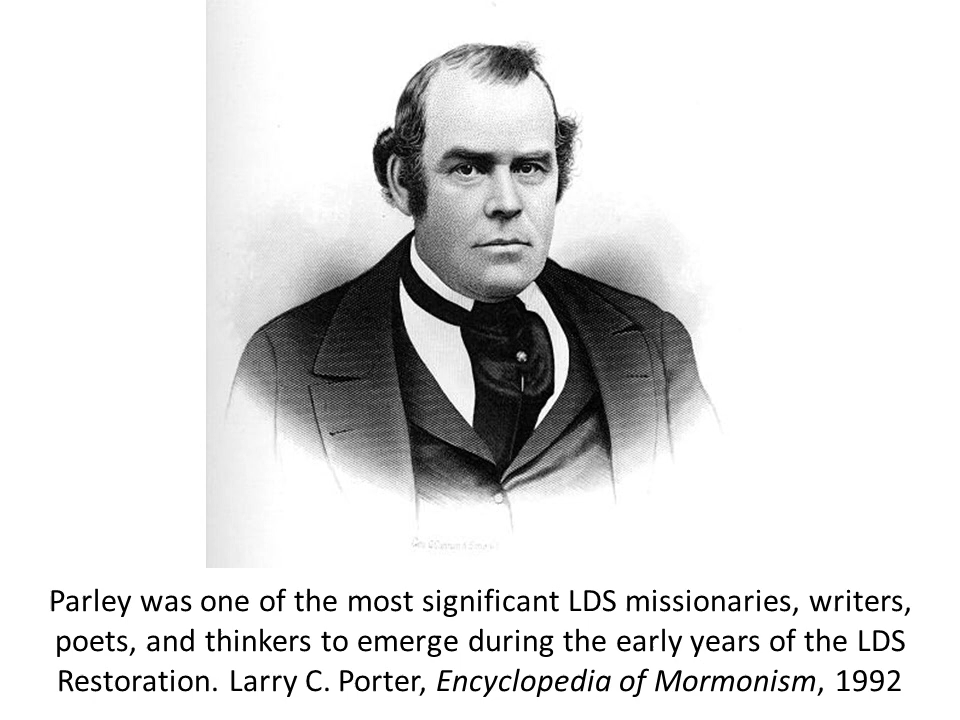 Parley was one of the most significant LDS missionaries, writers,
poets, and thinkers to emerge during the early years of the LDS
Restoration. Larry C. Porter, Encyclopedia of Mormonism, 1992